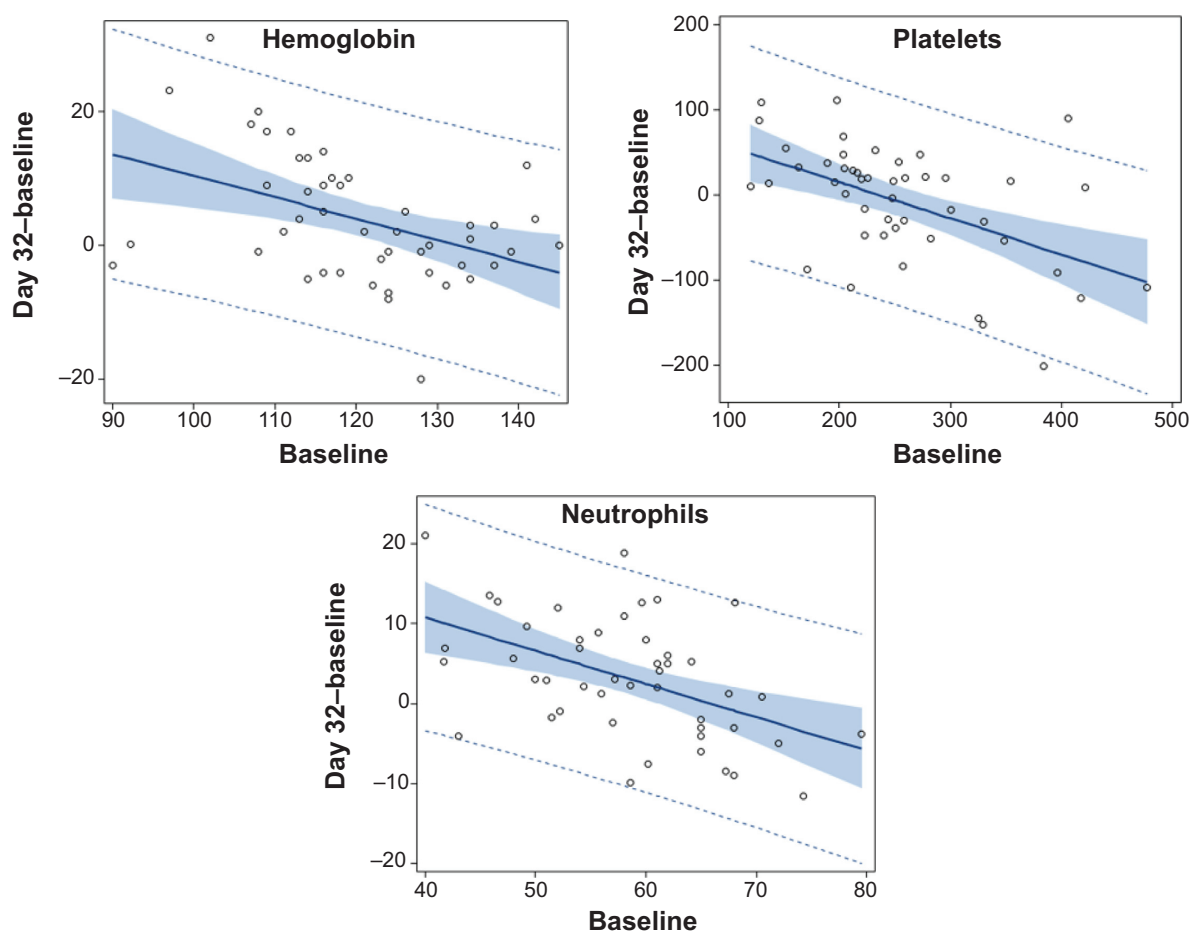 Hemoglobin
Day 32–baseline
20
0
–20
90 100 110 120 130 140
Baseline
Platelets
Day 32–baseline
200
100
0
–100
–200
100 200 300 400 500
Baseline
Neutrophils
Day 32–baseline
20
10
0
–10
–20
40 50 60 70 80
Baseline